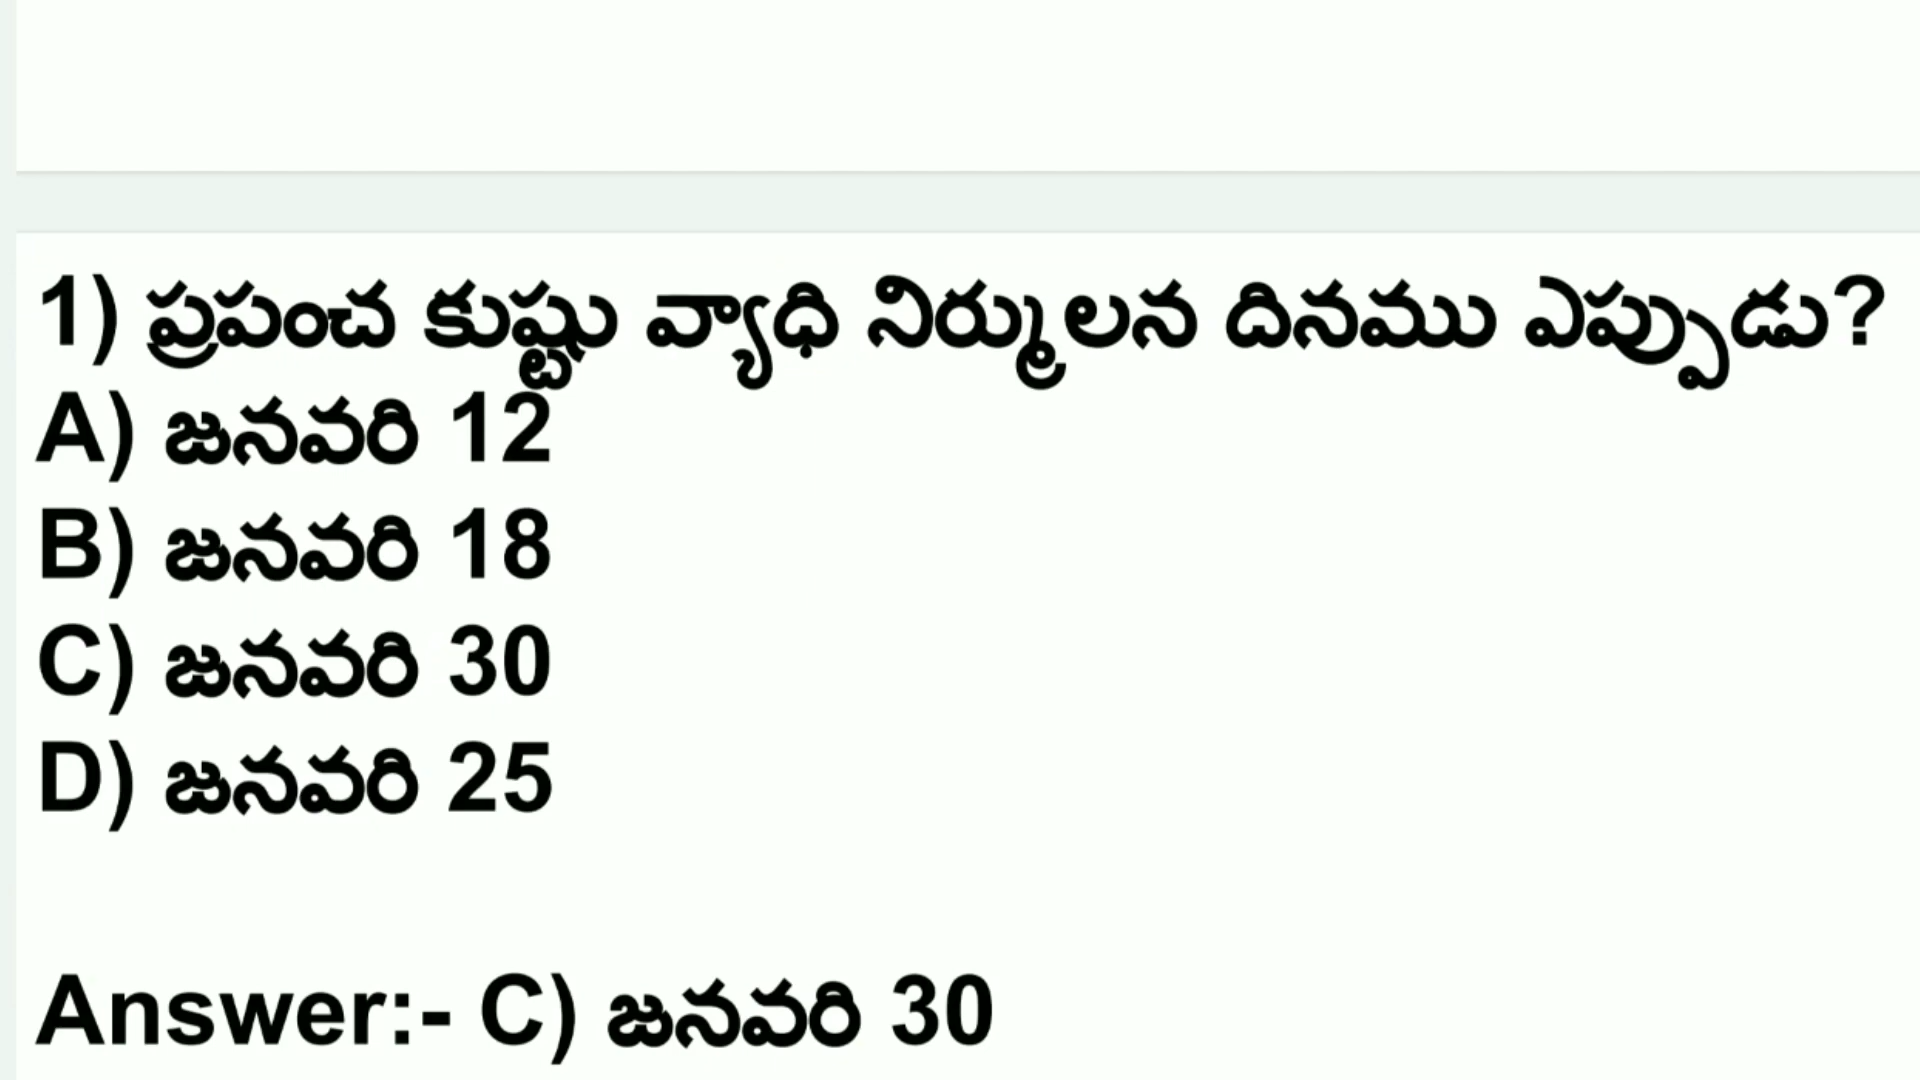 1) ప్రపంచ కుష్టు వ్యాధి నిర్ములన దినము ఎప్పుడు?
A) జనవరి 12
B) జనవరి 18
C) జనవరి 30
D) జనవరి 25
Answer:- C) జనవరి 30